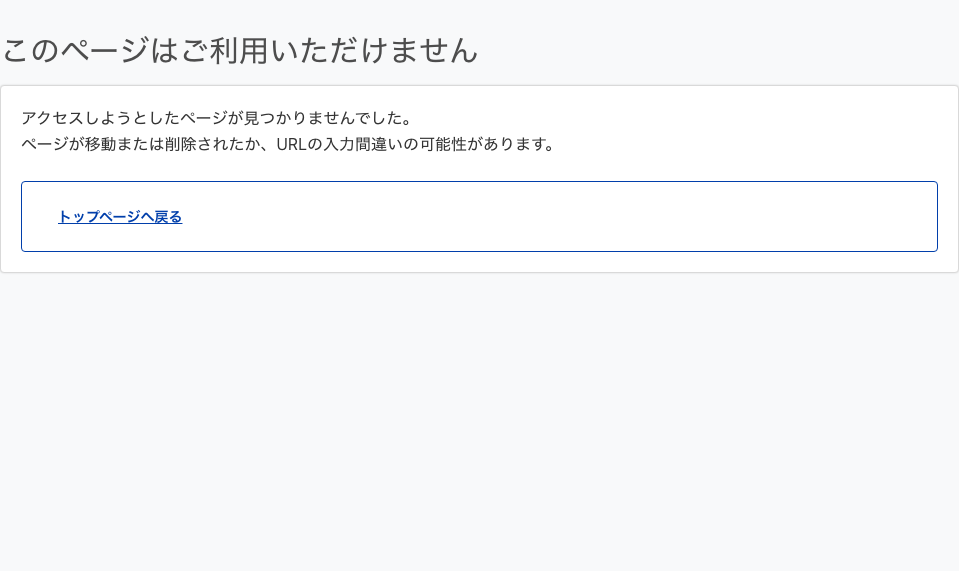 このページはご利用いただけません
アクセスしようとしたページが見つかりませんでした。
ページが移動または削除されたか、URLの入力間違いの可能性があります。
トップページへ戻る